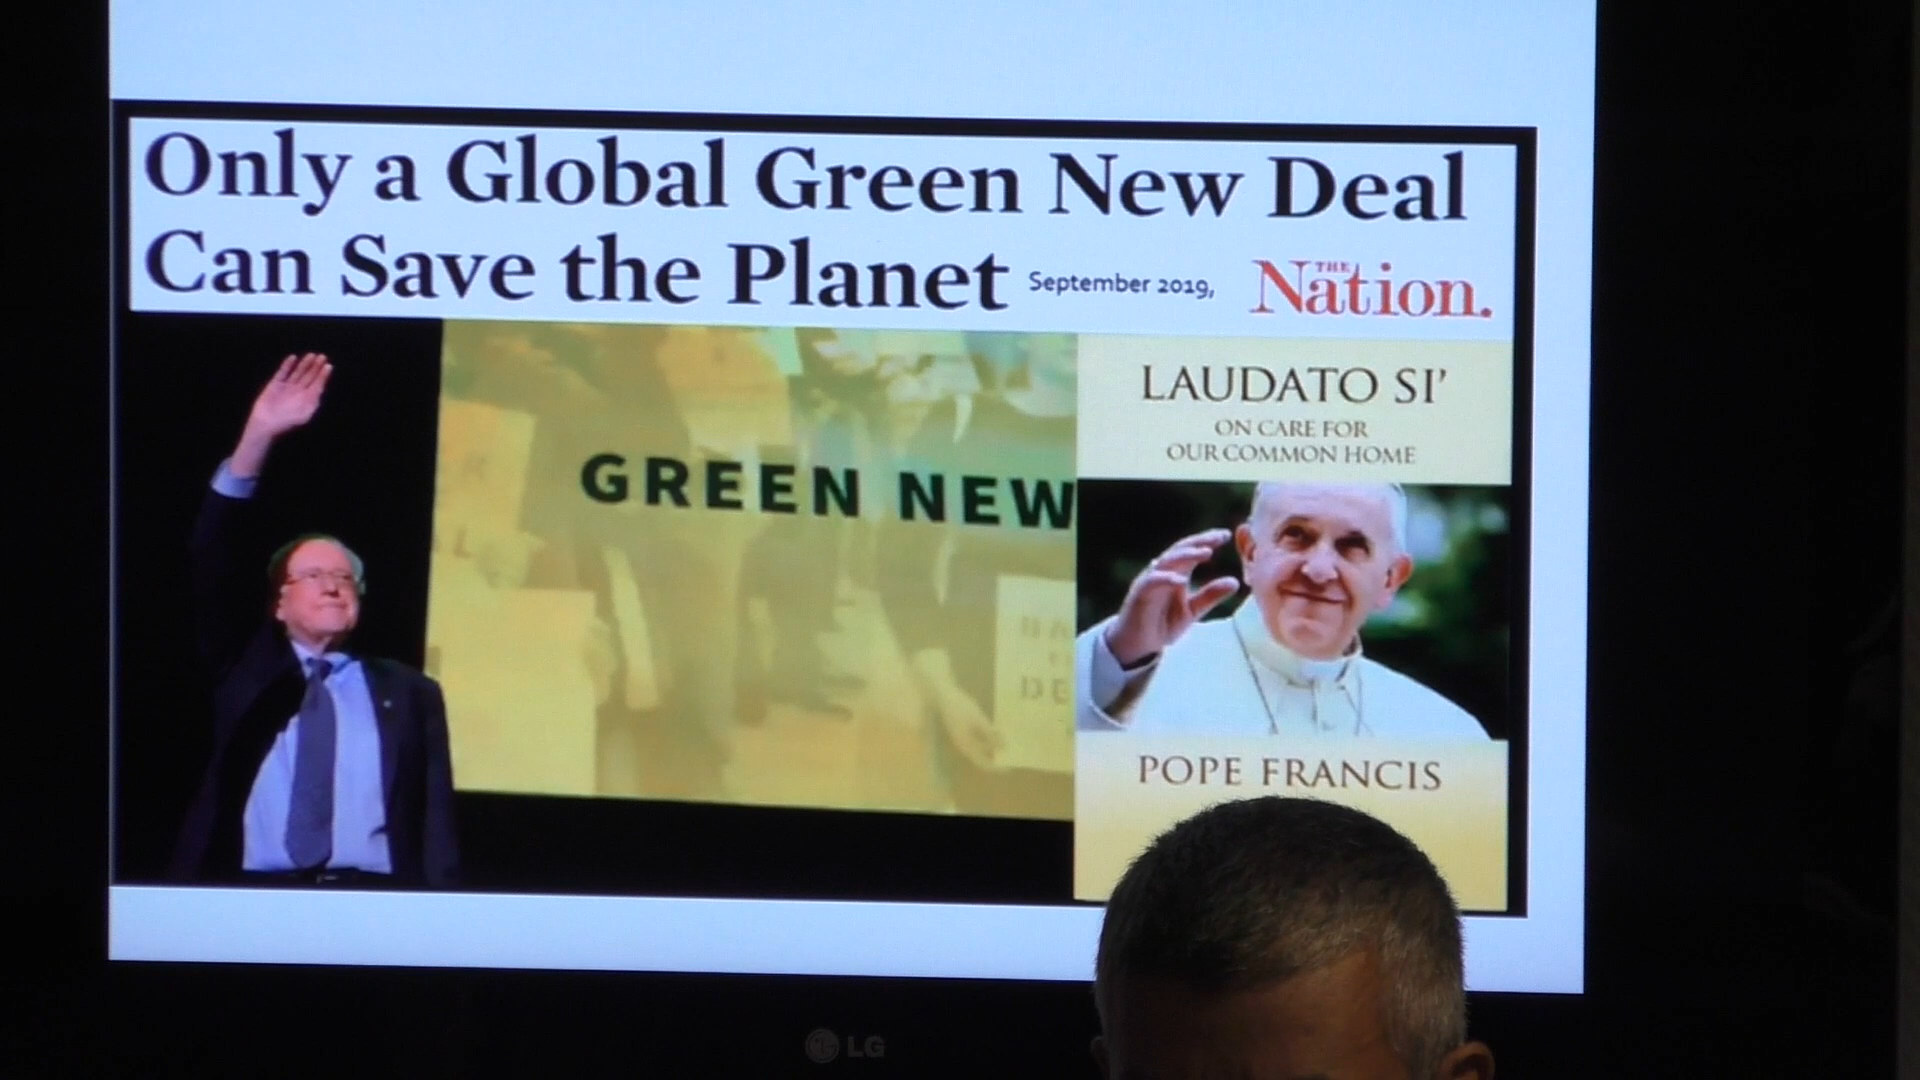 Only a Global Green New Deal
Can Save the Planet September 2019, THE Nation.
GREEN NEW
LAUDATO SI'
ON CARE FOR
OUR COMMON HOME
POPE FRANCIS
LG